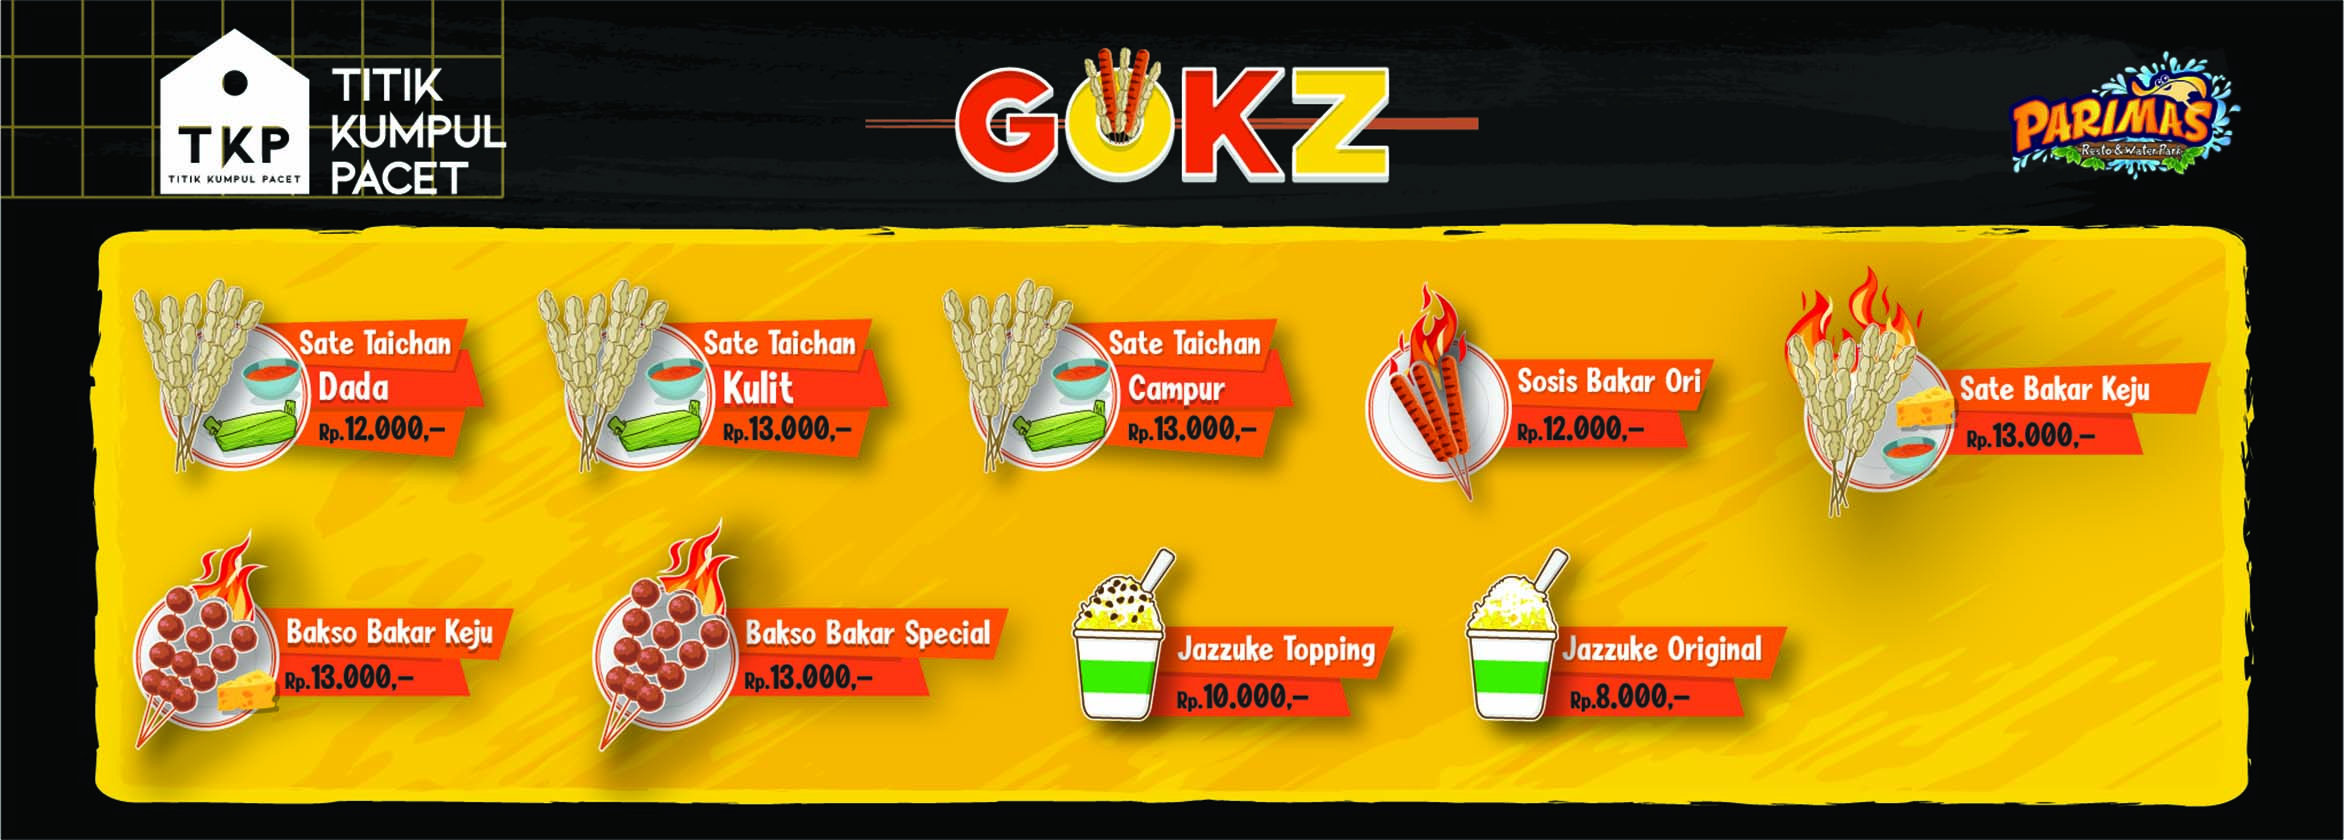 TKP
TITIK KUMPUL PACET
TITIK
KUMPUL
PACET
GOKZ
PARIMAS
Resto & Water Park
Sate Taichan
Dada
Rp.12.000,-
Sate Taichan
Kulit
Rp.13.000,-
Sate Taichan
Campur
Rp.13.000,-
Sosis Bakar Ori
Rp.12.000,-
Sate Bakar Keju
Rp.13.000,-
Bakso Bakar Keju
Rp.13.000,-
Bakso Bakar Special
Rp.13.000,-
Jazzuke Topping
Rp.10.000,-
Jazzuke Original
Rp.8.000,-